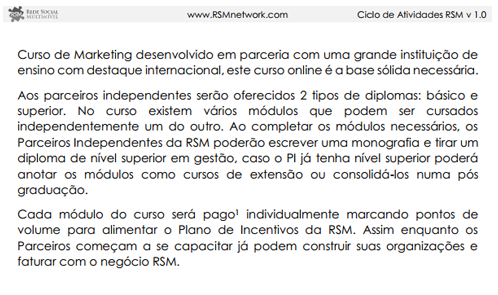 REDE SOCIAL
MULTINÍVEL
www.RSMnetwork.com
Ciclo de Atividades RSM v 1.0
Curso de Marketing desenvolvido em parceria com uma grande instituição de
ensino com destaque internacional, este curso online é a base sólida necessária.
Aos parceiros independentes serão oferecidos 2 tipos de diplomas: básico e
superior. No curso existem vários módulos que podem ser cursados
independentemente um do outro. Ao completar os módulos necessários, os
Parceiros Independentes da RSM poderão escrever uma monografia e tirar um
diploma de nível superior em gestão, caso o PI já tenha nível superior poderá
anotar os módulos como cursos de extensão ou consolidá-los numa pós
graduação.
Cada módulo do curso será pago¹ individualmente marcando pontos de
volume para alimentar o Plano de Incentivos da RSM. Assim enquanto os
Parceiros começam a se capacitar já podem construir suas organizações e
faturar com o negócio RSM.